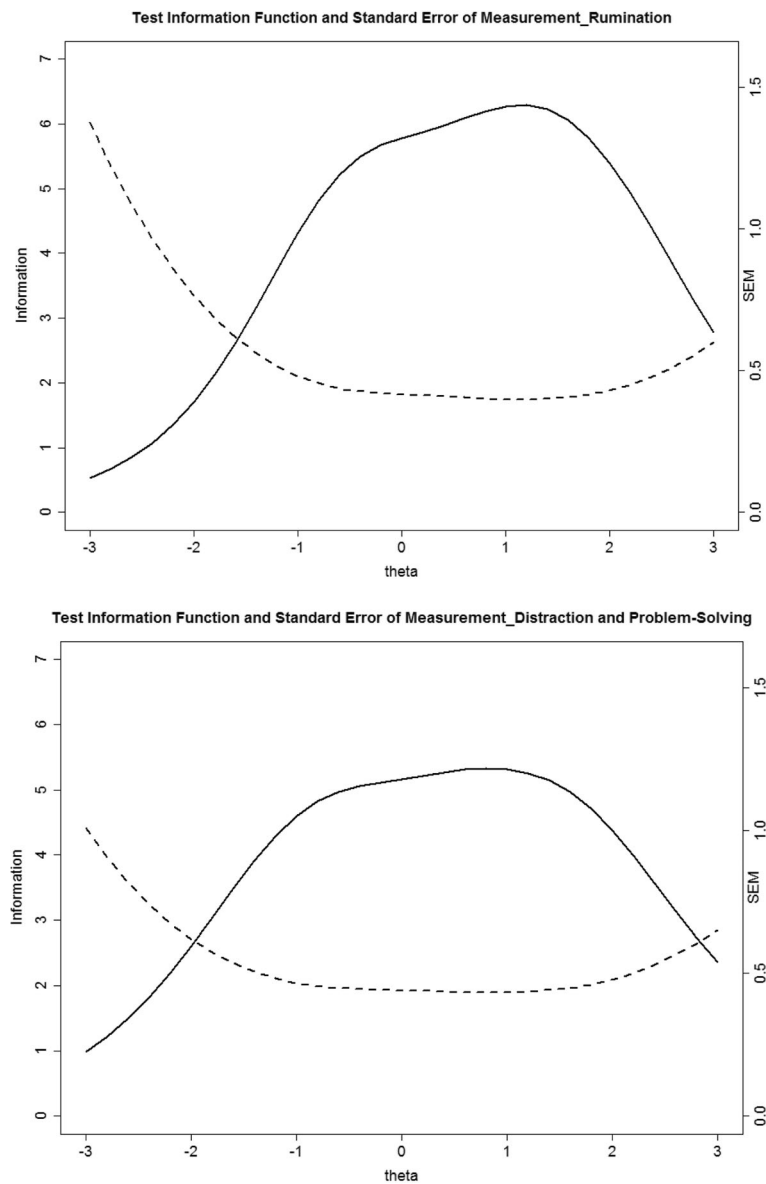 Test Information Function and Standard Error of Measurement_Rumination
7
6
5
4
3
2
1
0
Information
1.5
1.0
0.5
0.0
SEM
-3 -2 -1 0 1 2 3
theta
Test Information Function and Standard Error of Measurement_Distraction and Problem-Solving
7
6
5
4
3
2
1
0
Information
1.5
1.0
0.5
0.0
SEM
-3 -2 -1 0 1 2 3
theta